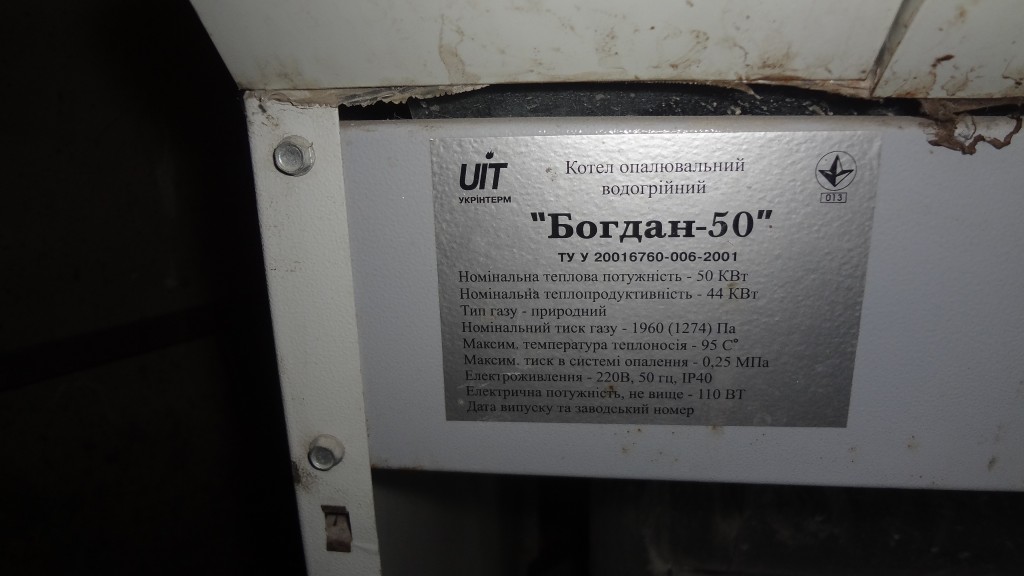 UIT
УКРІНТЕРМ
Котел опалювальний
водогрійний
013
"Богдан-50"
ТУ У 20016760-006-2001
Номінальна теплова потужність - 50 КВт
Номінальна теплопродуктивність - 44 КВт
Тип газу - природний
Номінальний тиск газу - 1960 (1274) Па
Максим. температура теплоносія - 95 С°
Максим. тиск в системі опалення - 0,25 МПа
Електроживлення - 220В, 50 гц, IP40
Електрична потужність, не вище - 110 ВТ
Дата випуску та заводський номер